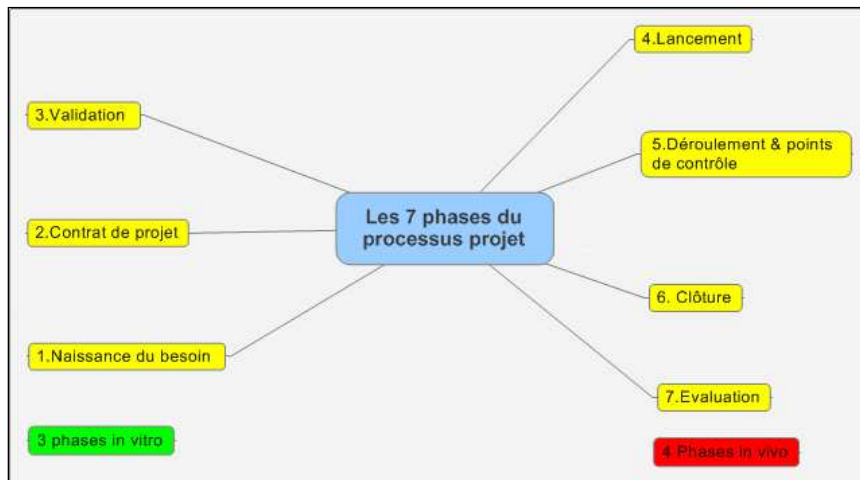 4.Lancement
3.Validation
5.Déroulement & points
de contrôle
Les 7 phases du
processus projet
2.Contrat de projet
6. Clôture
1.Naissance du besoin
7.Evaluation
3 phases in vitro
4 Phases in vivo